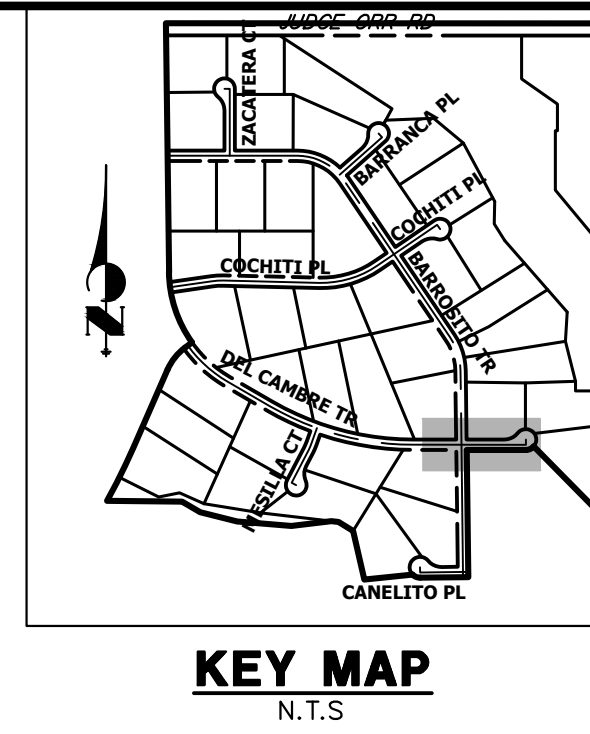 JUDGE ORR RD
ZACATERA CT
BARRANCA PL
COCHITI PL
COCHITI PL
BARROSITO TR
DEL CAMBRE TR
MESILLA CT
CANELITO PL
N
KEY MAP
N.T.S